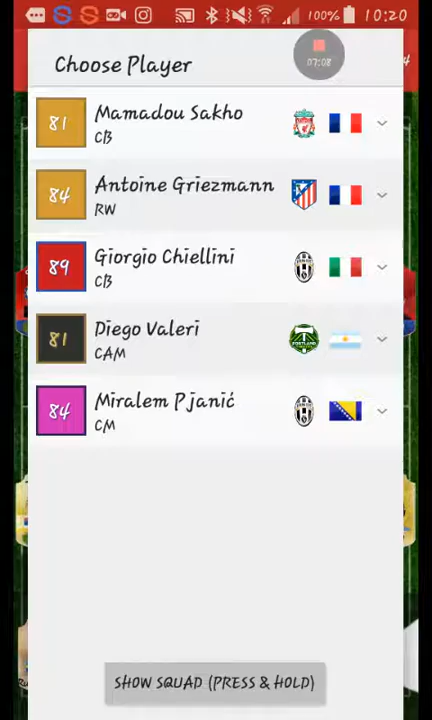 100% 10:20
07:08
Choose Player
81 Mamadou Sakho
CB
84 Antoine Griezmann
RW
89 Giorgio Chiellini
CB
81 Diego Valeri
CAM
84 Miralem Pjanić
CM
SHOW SQUAD (PRESS & HOLD)